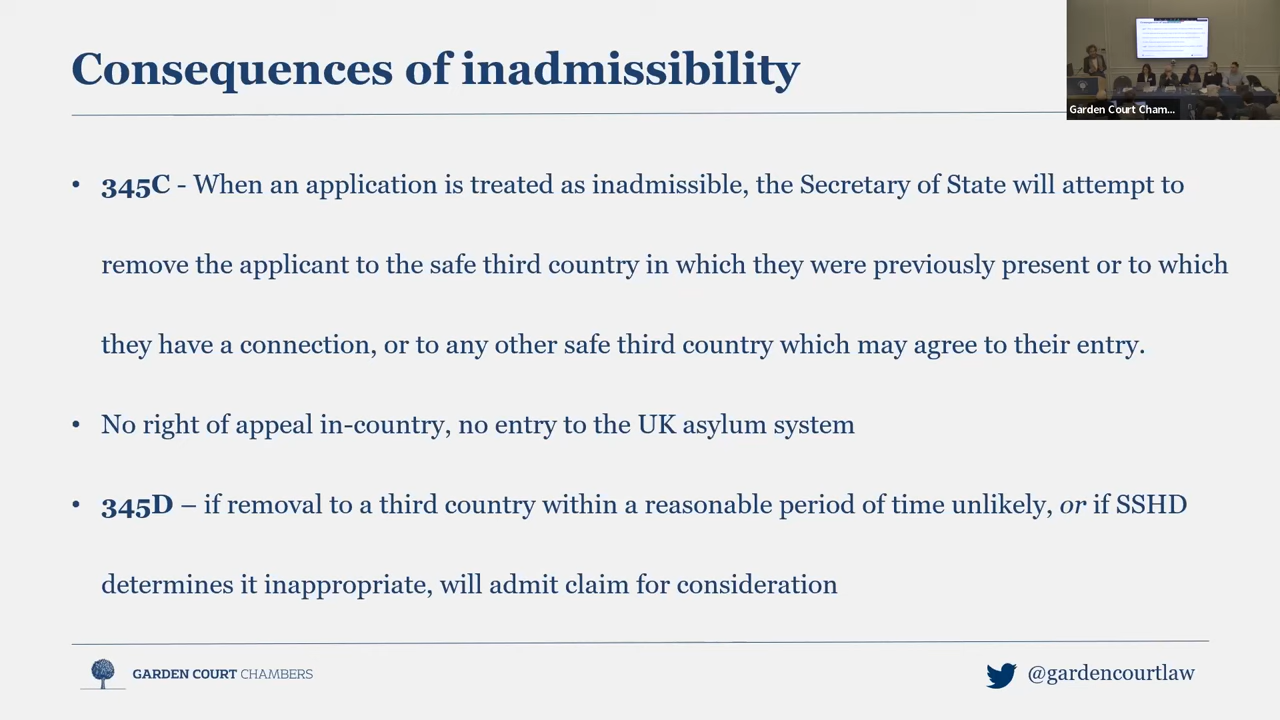 Consequences of inadmissibility
Garden Court Cham...
• 345C - When an application is treated as inadmissible, the Secretary of State will attempt to
remove the applicant to the safe third country in which they were previously present or to which
they have a connection, or to any other safe third country which may agree to their entry.
• No right of appeal in-country, no entry to the UK asylum system
• 345D – if removal to a third country within a reasonable period of time unlikely, or if SSHD
determines it inappropriate, will admit claim for consideration
GARDEN COURT CHAMBERS
@gardencourtlaw